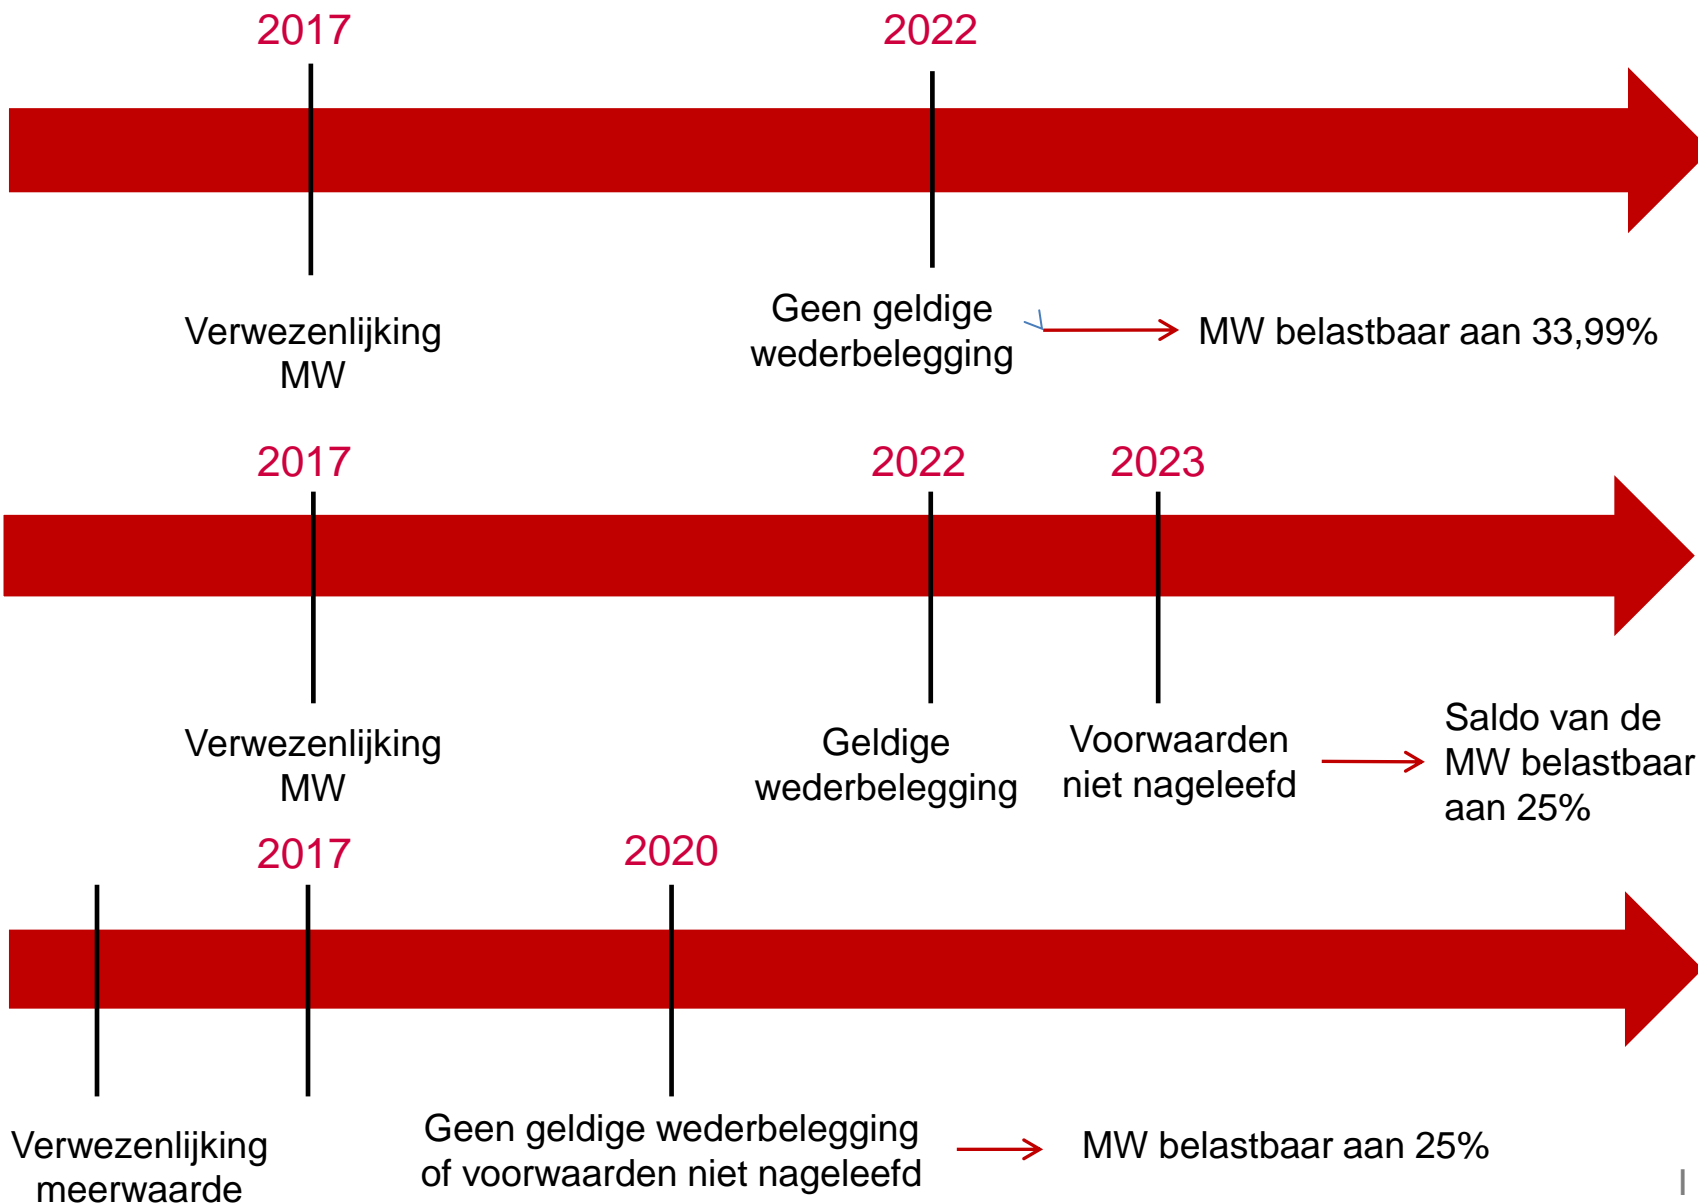 2017
2022
Verwezenlijking
MW
Geen geldige
wederbelegging
MW belastbaar aan 33,99%
2017
2022
2023
Verwezenlijking
MW
Geldige
wederbelegging
Voorwaarden
niet nageleefd
Saldo van de
MW belastbaar
aan 25%
2017
2020
Verwezenlijking
meerwaarde
Geen geldige wederbelegging
of voorwaarden niet nageleefd
MW belastbaar aan 25%